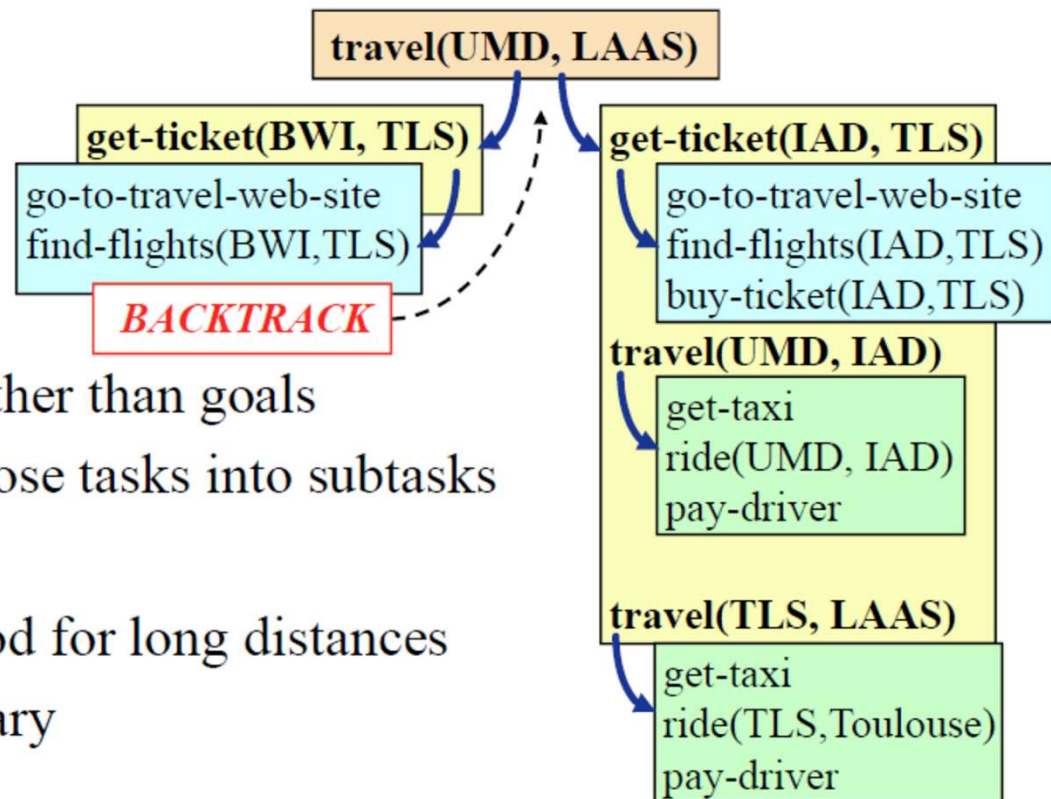 travel(UMD, LAAS)
get-ticket(BWI, TLS)
go-to-travel-web-site
find-flights(BWI,TLS)
BACKTRACK
get-ticket(IAD, TLS)
go-to-travel-web-site
find-flights(IAD,TLS)
buy-ticket(IAD,TLS)
travel(UMD, IAD)
get-taxi
ride(UMD, IAD)
pay-driver
travel(TLS, LAAS)
get-taxi
ride(TLS,Toulouse)
pay-driver
ther than goals
ose tasks into subtasks
od for long distances
ary